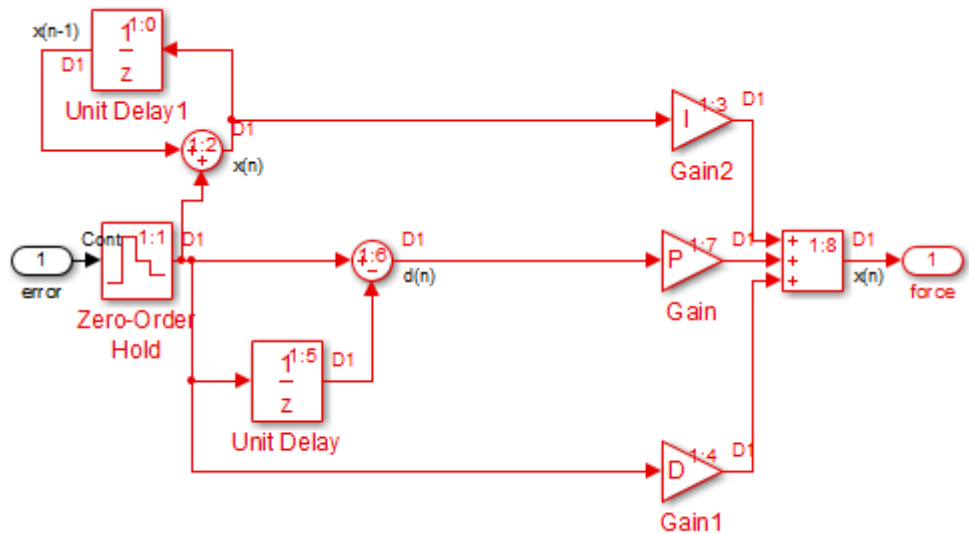 x(n-1)
D1
1:0
1
z
Unit Delay1
1:2
+
+
D1
x(n)
1:3
I
D1
Gain2
1
error
Cont
1:1
D1
Zero-Order
Hold
1:6
+
−
D1
d(n)
1:7
P
D1
Gain
+
+
+
1:8
D1
x(n)
1
force
1:5
1
z
D1
Unit Delay
1:4
D
D1
Gain1